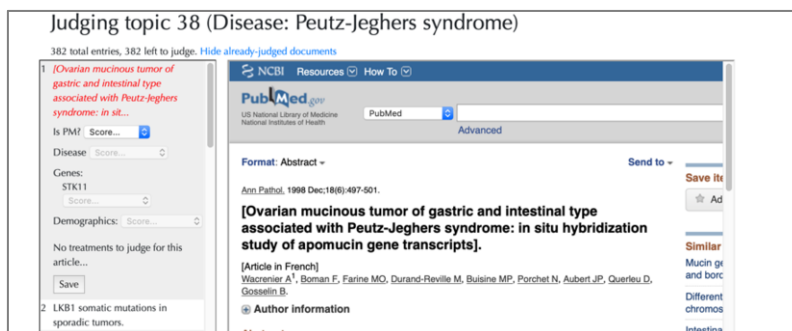 Judging topic 38 (Disease: Peutz-Jeghers syndrome)
382 total entries, 382 left to judge. Hide already-judged documents
1 [Ovarian mucinous tumor of
gastric and intestinal type
associated with Peutz-Jeghers
syndrome: in sit...
Is PM? Score...
Disease Score...
Genes:
STK11
Score...
Demographics: Score...
No treatments to judge for this
article...
Save
2 LKB1 somatic mutations in
sporadic tumors.
NCBI Resources How To
PubMed.gov
US National Library of Medicine
National Institutes of Health
PubMed
Advanced
Format: Abstract
Send to
Ann Pathol. 1998 Dec;18(6):497-501.
[Ovarian mucinous tumor of gastric and intestinal type
associated with Peutz-Jeghers syndrome: in situ hybridization
study of apomucin gene transcripts].
[Article in French]
Wacrenier A1, Boman F, Farine MO, Durand-Reville M, Buisine MP, Porchet N, Aubert JP, Querleu D,
Gosselin B.
Author information
Save ite
Ad
Similar
Mucin ge
and bord
Different
chromos